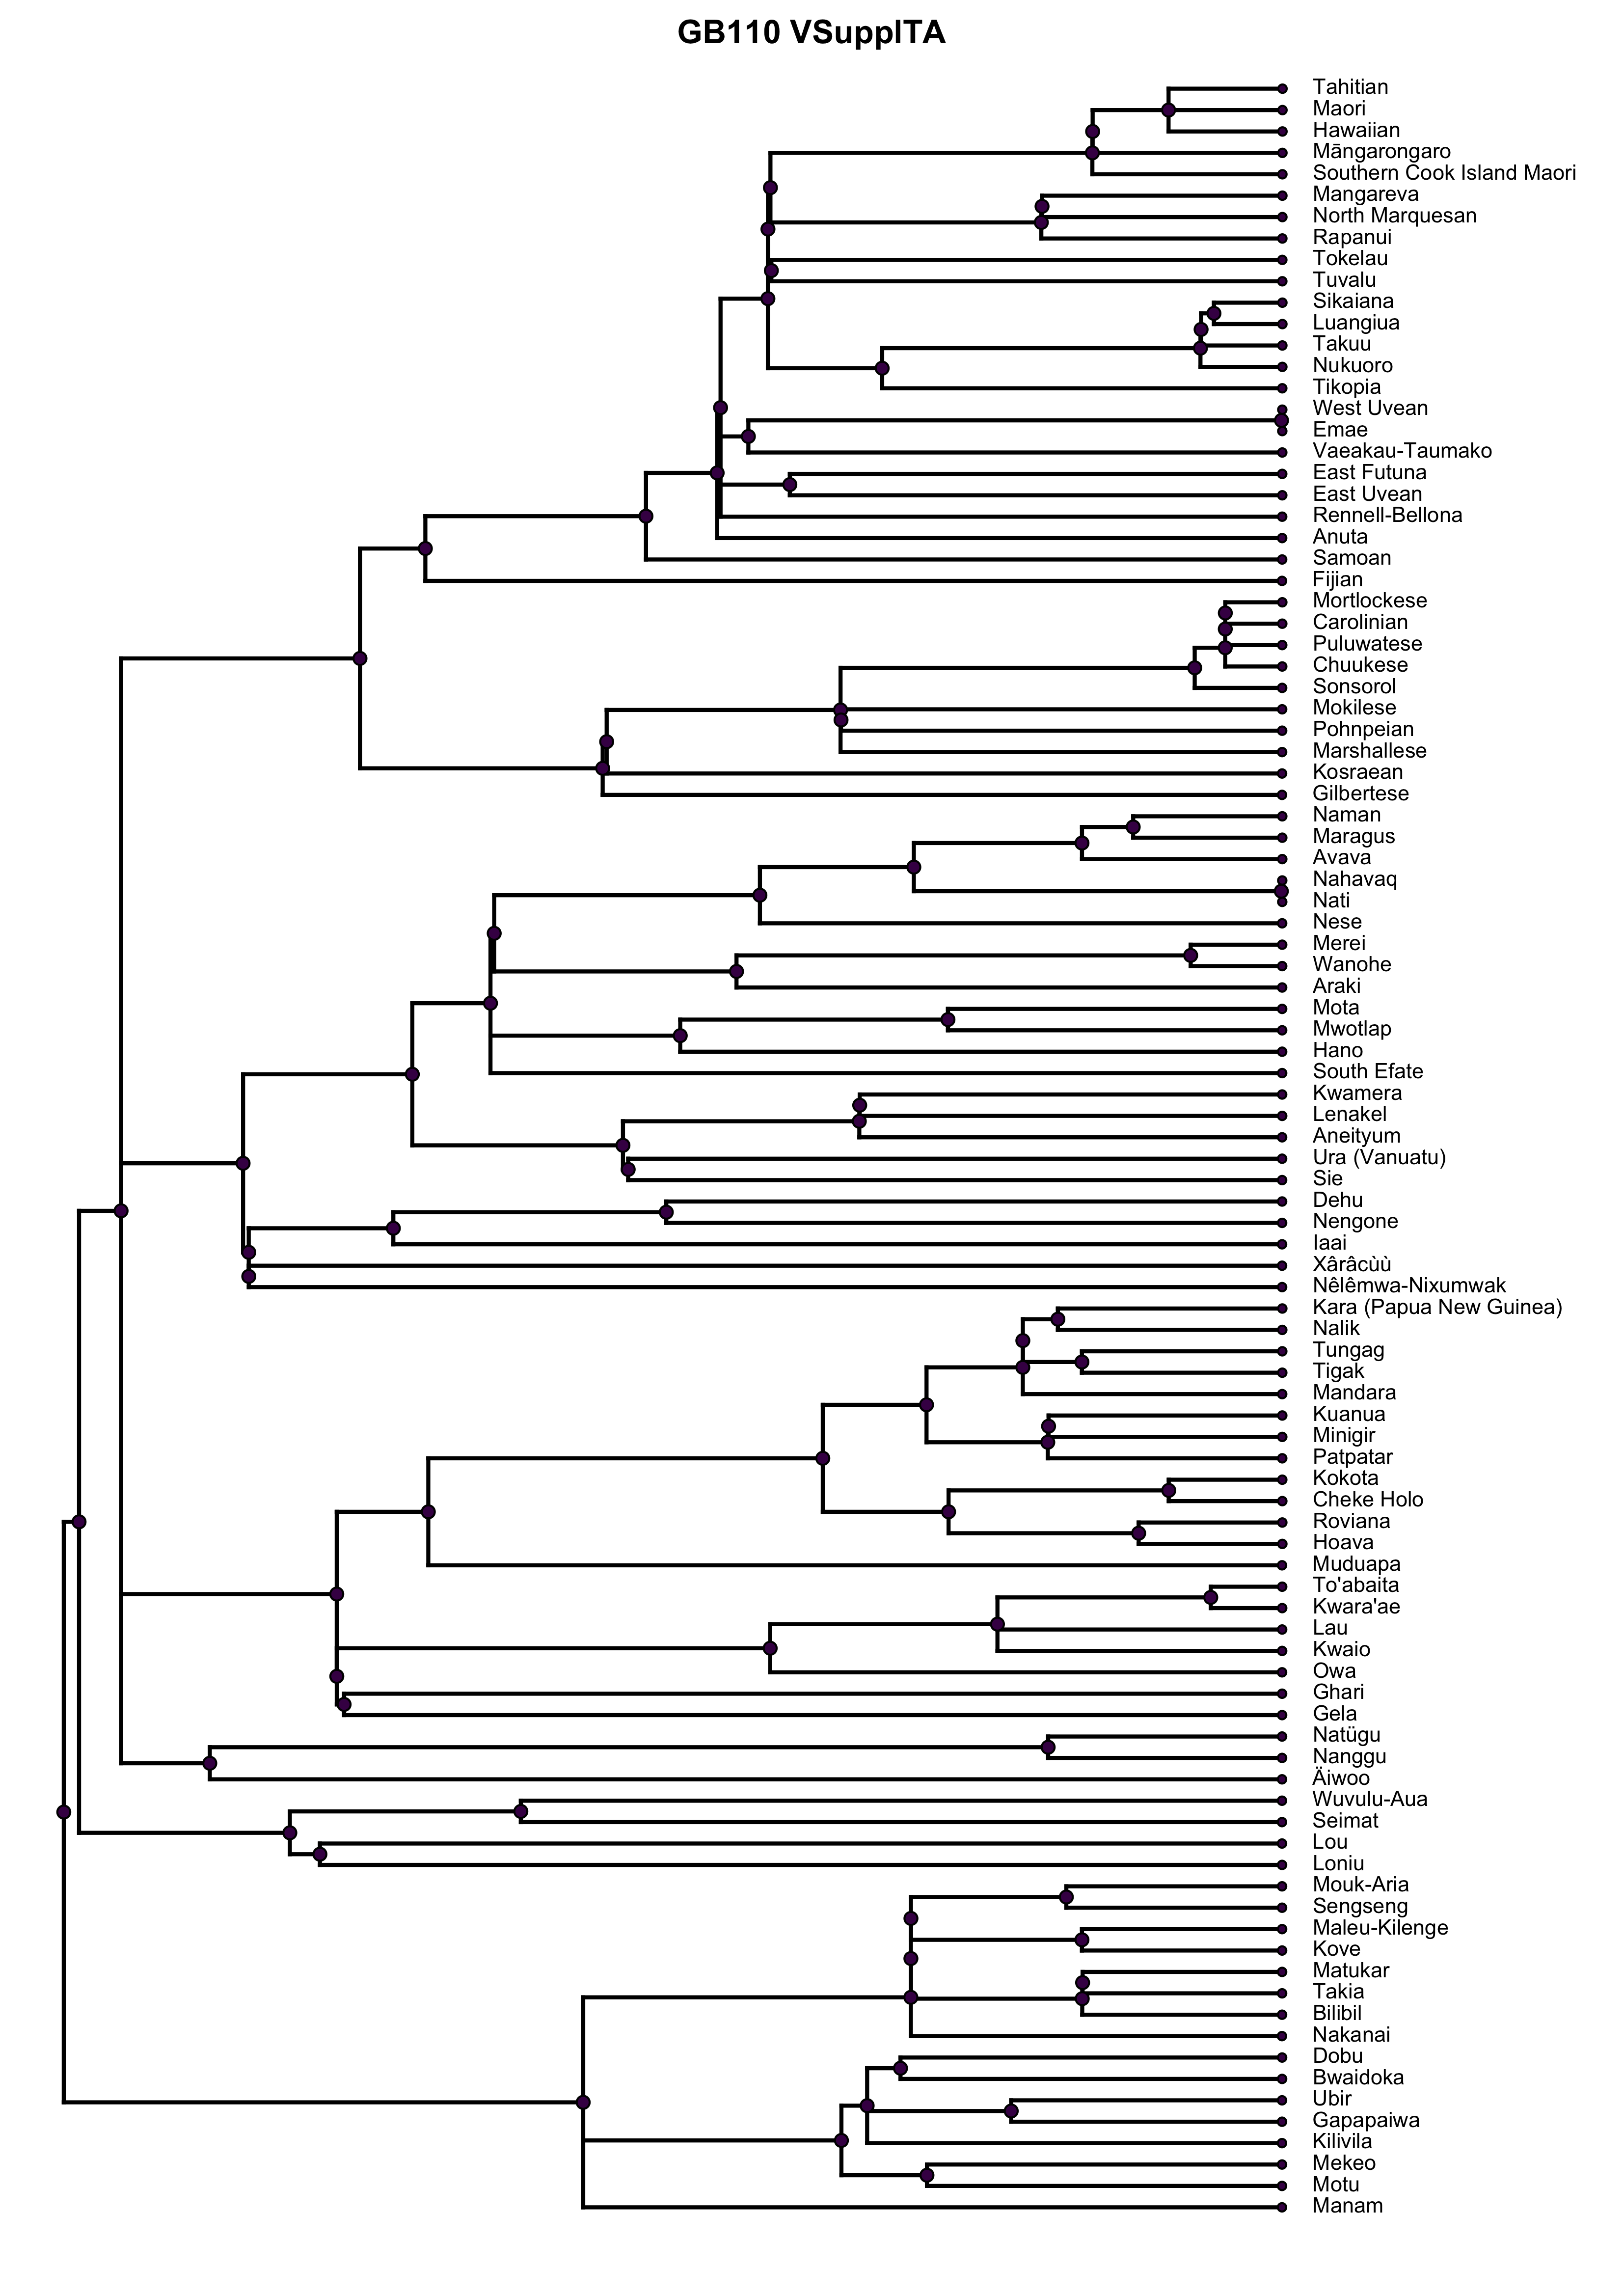 GB110 VSuppITA
Tahitian
Maori
Hawaiian
Māngarongaro
Southern Cook Island Maori
Mangareva
North Marquesan
Rapanui
Tokelau
Tuvalu
Sikaiana
Luangiua
Takuu
Nukuoro
Tikopia
West Uvean
Emae
Vaeakau-Taumako
East Futuna
East Uvean
Rennell-Bellona
Anuta
Samoan
Fijian
Mortlockese
Carolinian
Puluwatese
Chuukese
Sonsorol
Mokilese
Pohnpeian
Marshallese
Kosraean
Gilbertese
Naman
Maragus
Avava
Nahavaq
Nati
Nese
Merei
Wanohe
Araki
Mota
Mwotlap
Hano
South Efate
Kwamera
Lenakel
Aneityum
Ura (Vanuatu)
Sie
Dehu
Nengone
Iaai
Xârâcùù
Nêlêmwa-Nixumwak
Kara (Papua New Guinea)
Nalik
Tungag
Tigak
Mandara
Kuanua
Minigir
Patpatar
Kokota
Cheke Holo
Roviana
Hoava
Muduapa
To'abaita
Kwara'ae
Lau
Kwaio
Owa
Ghari
Gela
Natügu
Nanggu
Äiwoo
Wuvulu-Aua
Seimat
Lou
Loniu
Mouk-Aria
Sengseng
Maleu-Kilenge
Kove
Matukar
Takia
Bilibil
Nakanai
Dobu
Bwaidoka
Ubir
Gapapaiwa
Kilivila
Mekeo
Motu
Manam